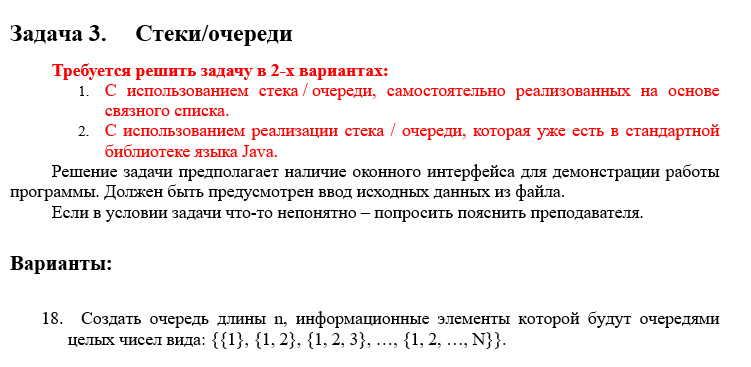 Задача 3. Стеки/очереди
Требуется решить задачу в 2-х вариантах:
1. С использованием стека / очереди, самостоятельно реализованных на основе
связного списка.
2. С использованием реализации стека / очереди, которая уже есть в стандартной
библиотеке языка Java.
Решение задачи предполагает наличие оконного интерфейса для демонстрации работы
программы. Должен быть предусмотрен ввод исходных данных из файла.
Если в условии задачи что-то непонятно – попросить пояснить преподавателя.
Варианты:
18. Создать очередь длины n, информационные элементы которой будут очередями
целых чисел вида: {{1}, {1, 2}, {1, 2, 3}, …, {1, 2, …, N}}.